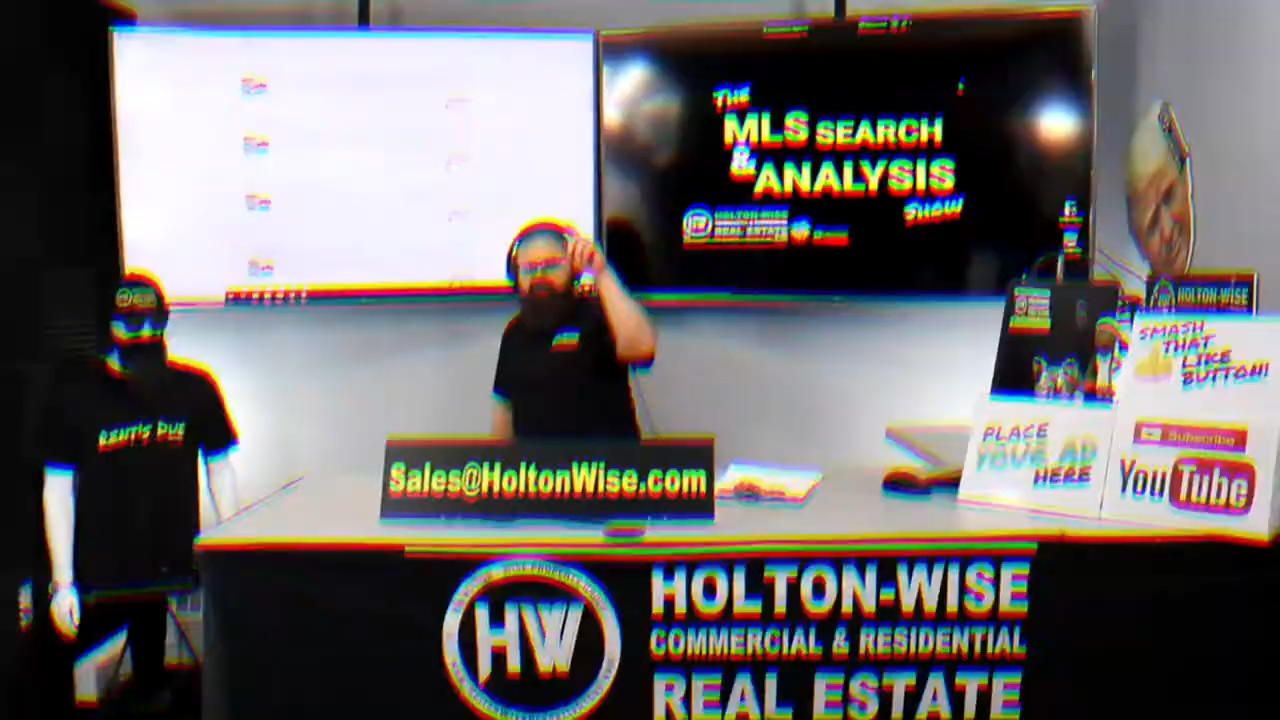 THE
MLS SEARCH
& ANALYSIS
SHOW
HOLTON-WISE
REAL ESTATE
HW
RENT'S DUE
Sales@HoltonWise.com
HOLTON-WISE
SMASH
THAT
LIKE
BUTTON!
PLACE
YOUR AD
HERE
Subscribe
YouTube
HW
HOLTON-WISE
COMMERCIAL & RESIDENTIAL
REAL ESTATE